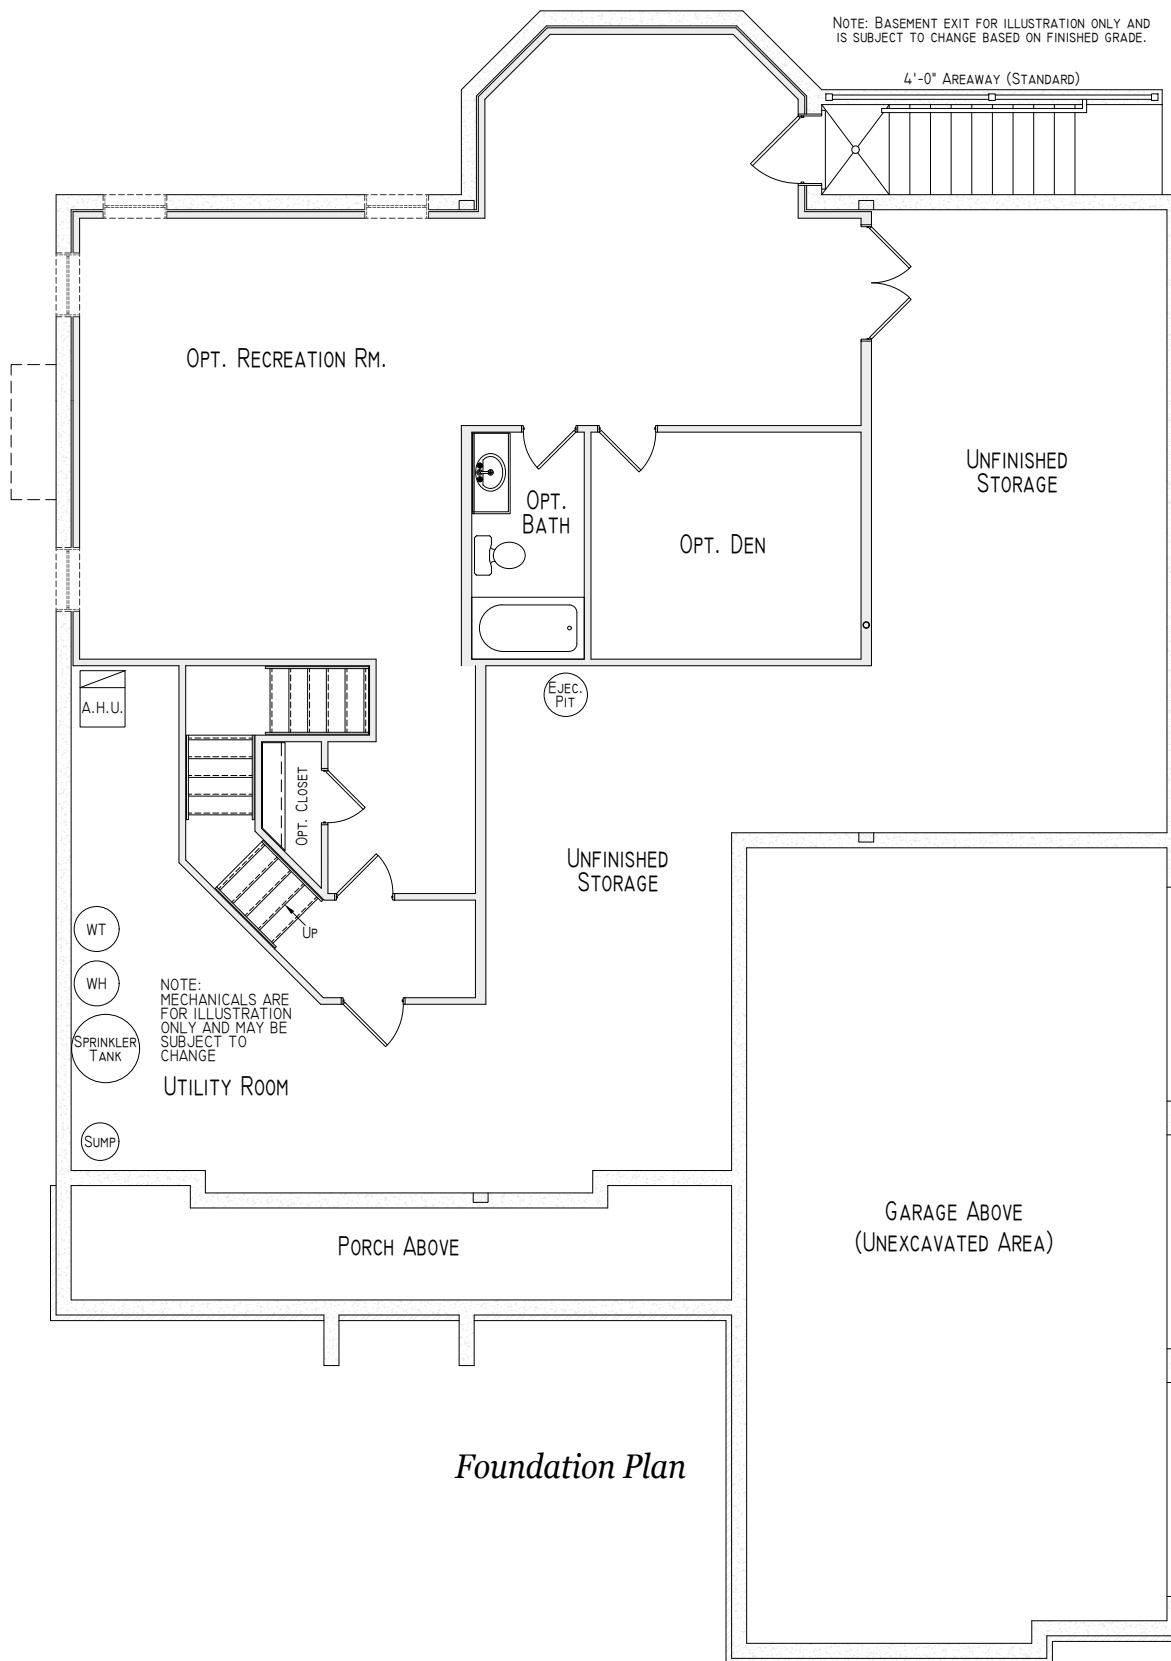 NOTE: BASEMENT EXIT FOR ILLUSTRATION ONLY AND
IS SUBJECT TO CHANGE BASED ON FINISHED GRADE.
4'-0" AREAWAY (STANDARD)
OPT. RECREATION RM.
UNFINISHED
STORAGE
OPT.
BATH
OPT. DEN
EJEC.
PIT
A.H.U.
OPT. CLOSET
UNFINISHED
STORAGE
UP
WT
WH
NOTE:
MECHANICALS ARE
FOR ILLUSTRATION
ONLY AND MAY BE
SUBJECT TO
CHANGE
SPRINKLER
TANK
UTILITY ROOM
SUMP
GARAGE ABOVE
(UNEXCAVATED AREA)
PORCH ABOVE
Foundation Plan